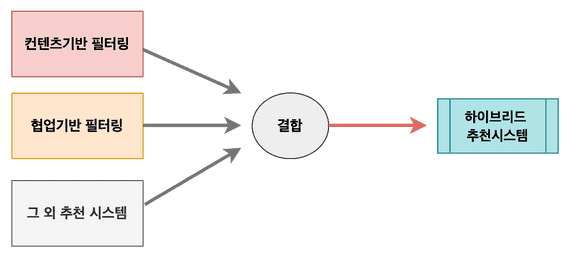 컨텐츠기반 필터링
협업기반 필터링
그 외 추천 시스템
결합
하이브리드
추천시스템